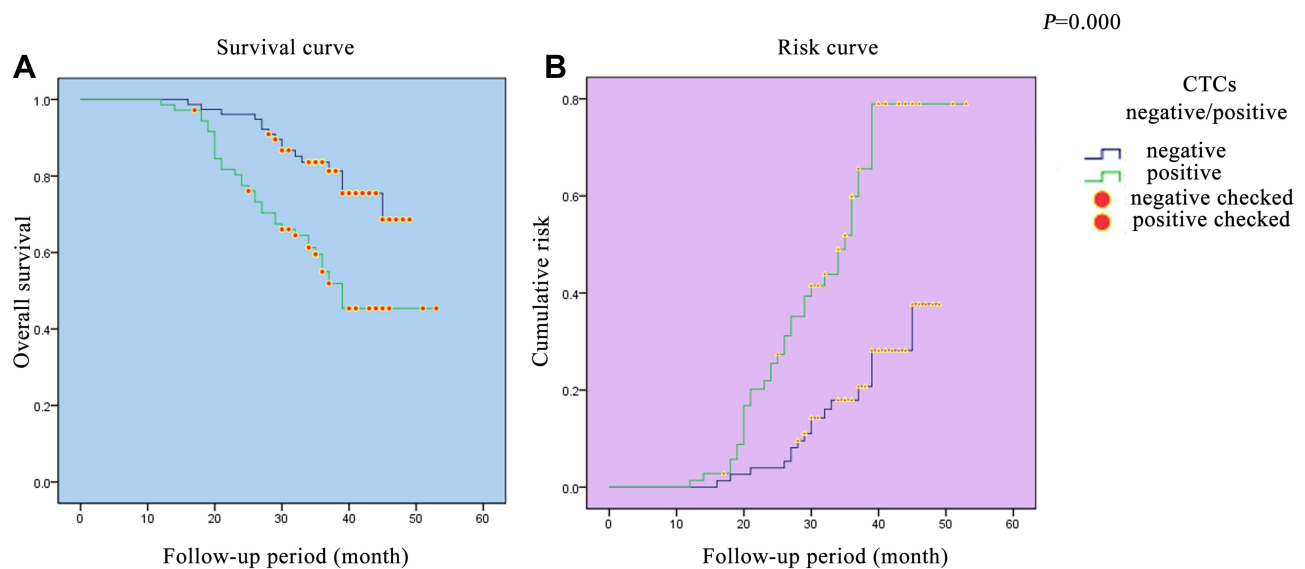 P=0.000
A
Survival curve
1.0
0.8
0.6
0.4
0.2
0.0
Overall survival
0 10 20 30 40 50 60
Follow-up period (month)
B
Risk curve
0.8
0.6
0.4
0.2
0.0
Cumulative risk
0 10 20 30 40 50 60
Follow-up period (month)
CTCs
negative/positive
negative
positive
negative checked
positive checked